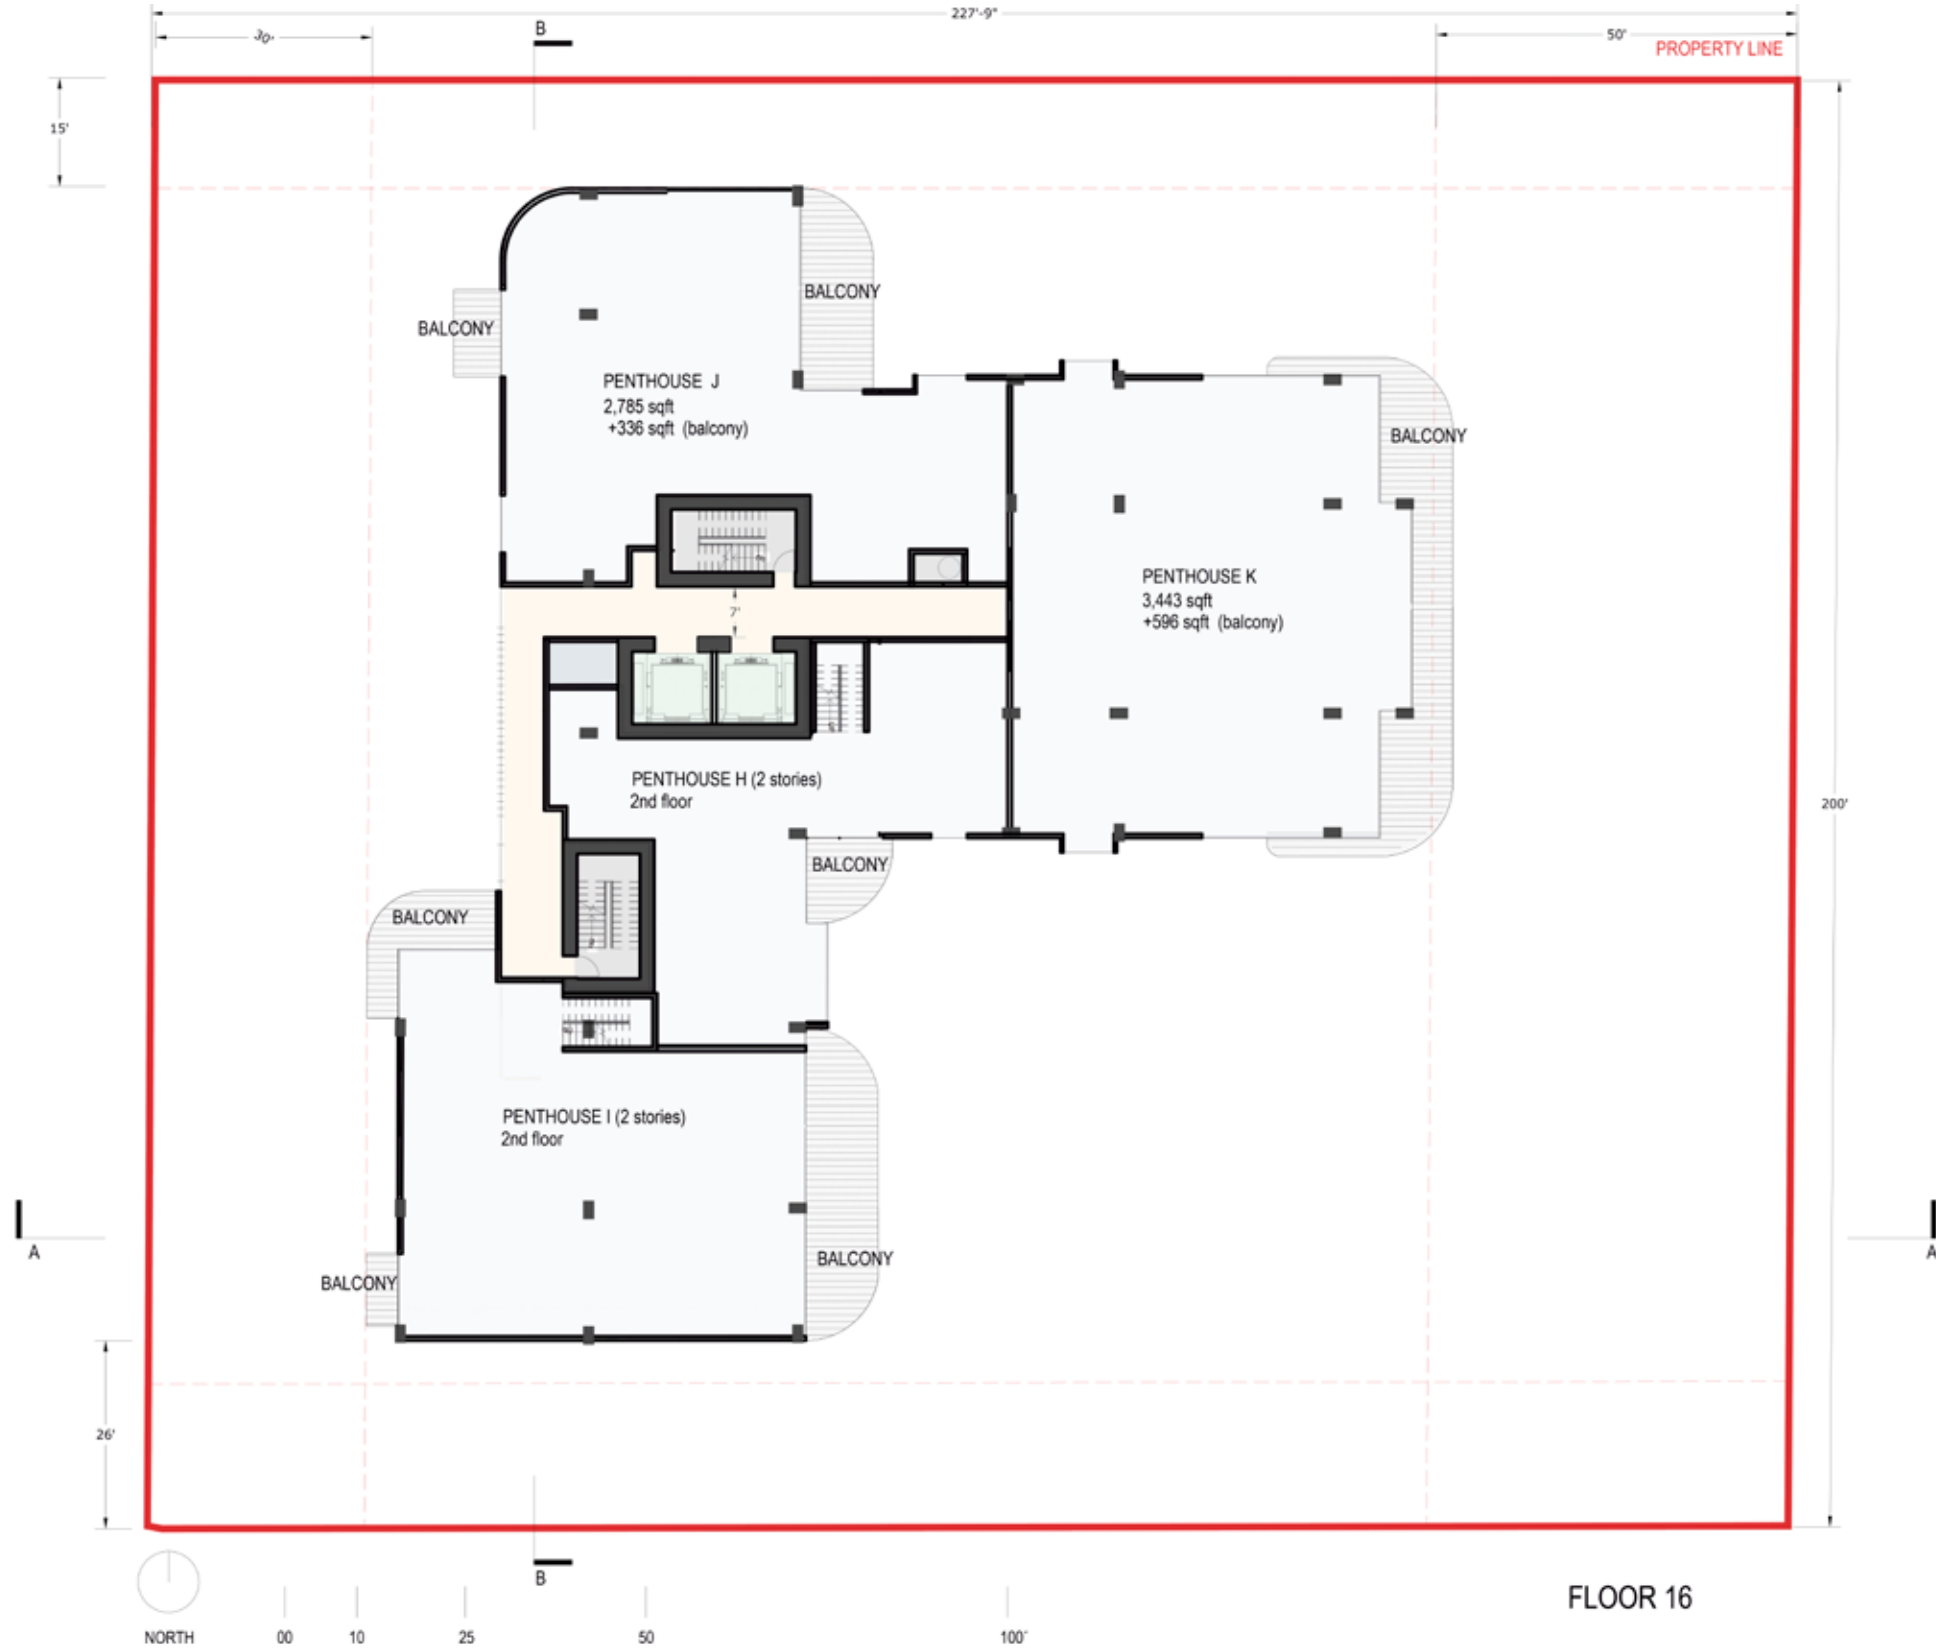 227'-9"
30'
B
50'
PROPERTY LINE
15'
BALCONY
BALCONY
PENTHOUSE J
2,785 sqft
+336 sqft (balcony)
BALCONY
PENTHOUSE K
3,443 sqft
+596 sqft (balcony)
7'
PENTHOUSE H (2 stories)
2nd floor
200'
BALCONY
BALCONY
PENTHOUSE I (2 stories)
2nd floor
A
A
BALCONY
BALCONY
26'
B
FLOOR 16
NORTH
00
10
25
50
100'